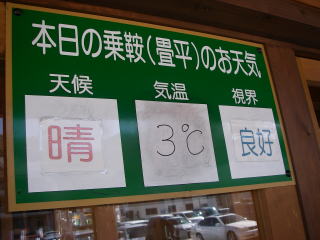 本日の乗鞍(畳平)のお天気
天候 気温 視界
晴 3℃ 良好